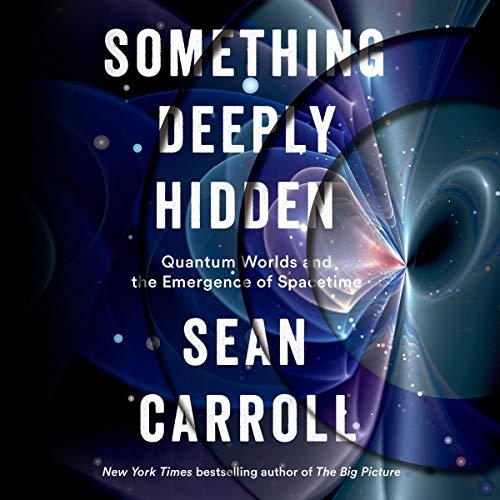 SOMETHING
DEEPLY
HIDDEN
Quantum Worlds and
the Emergence of Spacetime
SEAN
CARROLL
New York Times bestselling author of The Big Picture